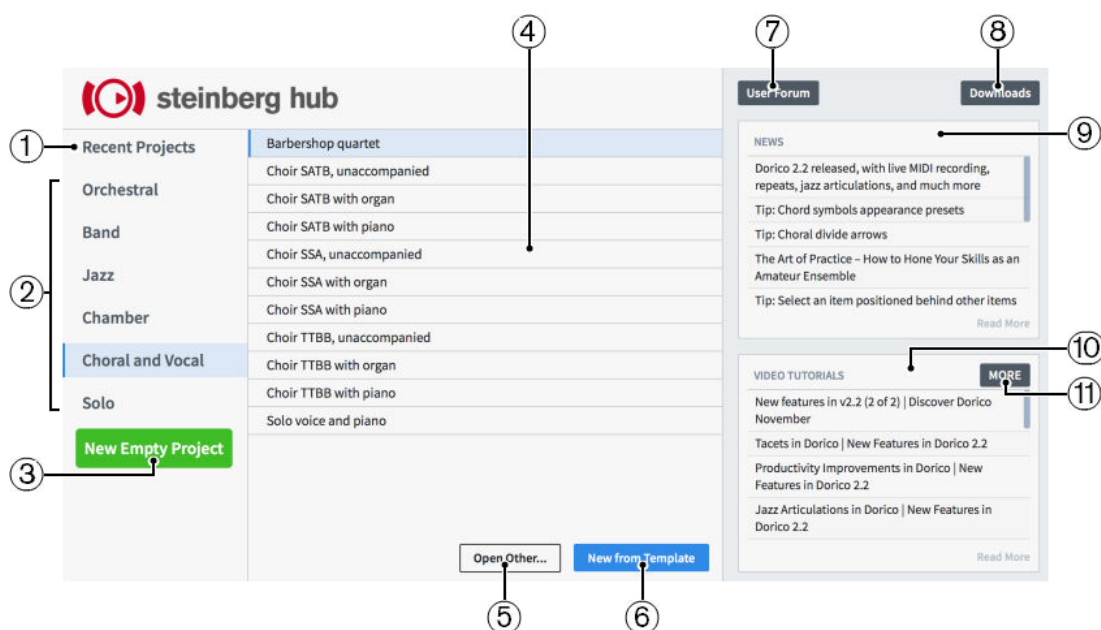 ④
⑦
⑧
steinberg hub
User Forum
Downloads
①
Recent Projects
②
Orchestral
Band
Jazz
Chamber
Choral and Vocal
Solo
③
New Empty Project
Barbershop quartet
Choir SATB, unaccompanied
Choir SATB with organ
Choir SATB with piano
Choir SSA, unaccompanied
Choir SSA with organ
Choir SSA with piano
Choir TTBB, unaccompanied
Choir TTBB with organ
Choir TTBB with piano
Solo voice and piano
Open Other...
New from Template
⑤
⑥
⑨
NEWS
Dorico 2.2 released, with live MIDI recording,
repeats, jazz articulations, and much more
Tip: Chord symbols appearance presets
Tip: Choral divide arrows
The Art of Practice – How to Hone Your Skills as an
Amateur Ensemble
Tip: Select an item positioned behind other items
Read More
⑩
VIDEO TUTORIALS
MORE
⑪
New features in v2.2 (2 of 2) | Discover Dorico
November
Tacets in Dorico | New Features in Dorico 2.2
Productivity Improvements in Dorico | New
Features in Dorico 2.2
Jazz Articulations in Dorico | New Features in
Dorico 2.2
Read More